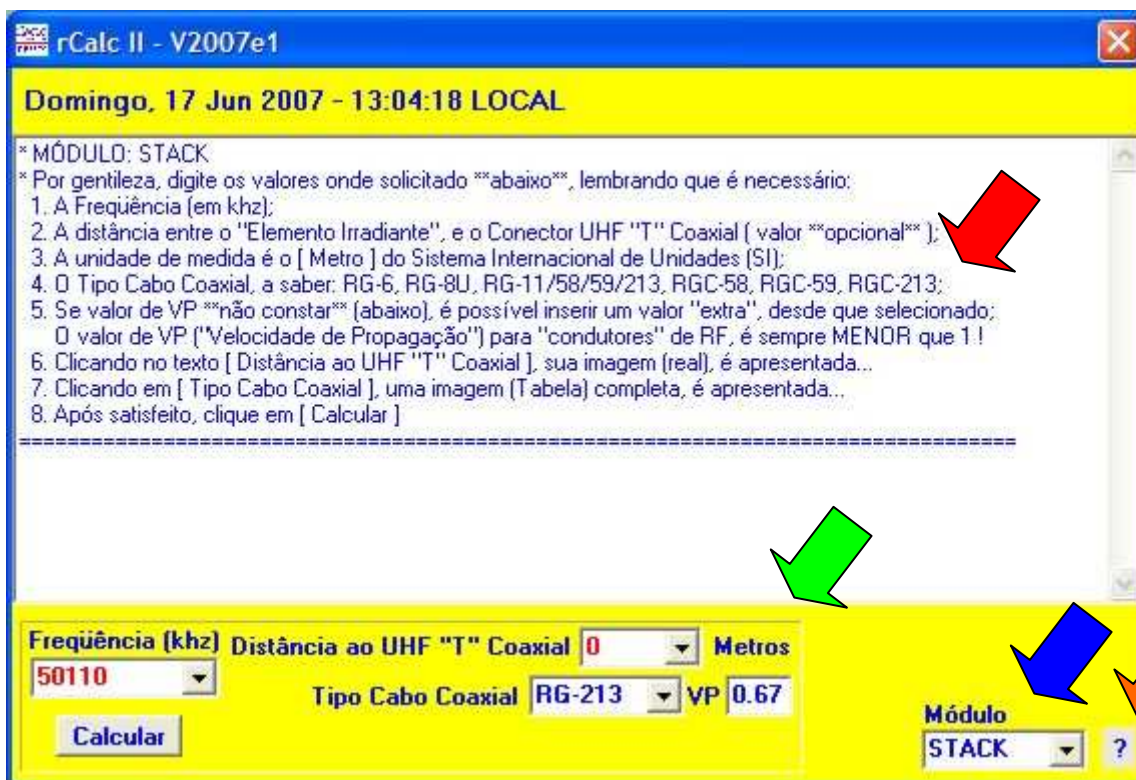 rCalc II - V2007e1
Domingo, 17 Jun 2007 - 13:04:18 LOCAL
* MÓDULO: STACK
* Por gentileza, digite os valores onde solicitado **abaixo**, lembrando que é necessário:
1. A Freqüência (em khz);
2. A distância entre o "Elemento Irradiante", e o Conector UHF "T" Coaxial ( valor **opcional** );
3. A unidade de medida é o [ Metro ] do Sistema Internacional de Unidades (SI);
4. O Tipo Cabo Coaxial, a saber: RG-6, RG-8U, RG-11/58/59/213, RGC-58, RGC-59, RGC-213;
5. Se valor de VP **não constar** (abaixo), é possível inserir um valor "extra", desde que selecionado;
O valor de VP ("Velocidade de Propagação") para "condutores" de RF, é sempre MENOR que 1 !
6. Clicando no texto [ Distância ao UHF "T" Coaxial ], sua imagem (real), é apresentada...
7. Clicando em [ Tipo Cabo Coaxial ], uma imagem (Tabela) completa, é apresentada...
8. Após satisfeito, clique em [ Calcular ]
===================================================================================
Freqüência (khz) Distância ao UHF "T" Coaxial 0 Metros
50110
Tipo Cabo Coaxial RG-213 VP 0.67
Calcular
Módulo
STACK ?